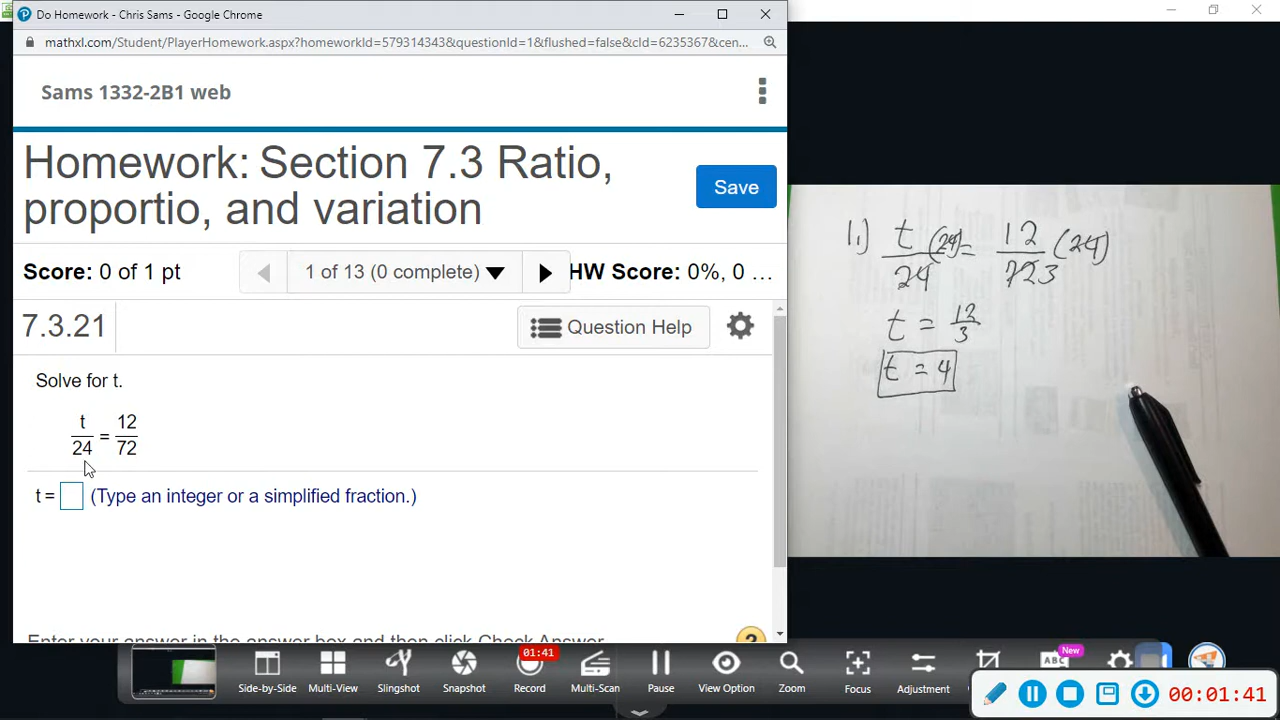 Do Homework - Chris Sams - Google Chrome
mathxl.com/Student/PlayerHomework.aspx?homeworkId=579314343&questionId=1&flushed=false&cId=6235367&cen...
Sams 1332-2B1 web
Homework: Section 7.3 Ratio,
proportio, and variation
Save
Score: 0 of 1 pt
1 of 13 (0 complete)
HW Score: 0%, 0 ...
7.3.21
Question Help
Solve for t.
t/24 = 12/72
t = (Type an integer or a simplified fraction.)
Enter your answer in the answer box and then click Check Answer.
?
1.) t/24 (24) = 12/72 3 (24)
t = 12/3
t = 4
01:41
New
ABC
Side-by-Side
Multi-View
Slingshot
Snapshot
Record
Multi-Scan
Pause
View Option
Zoom
Focus
Adjustment
00:01:41